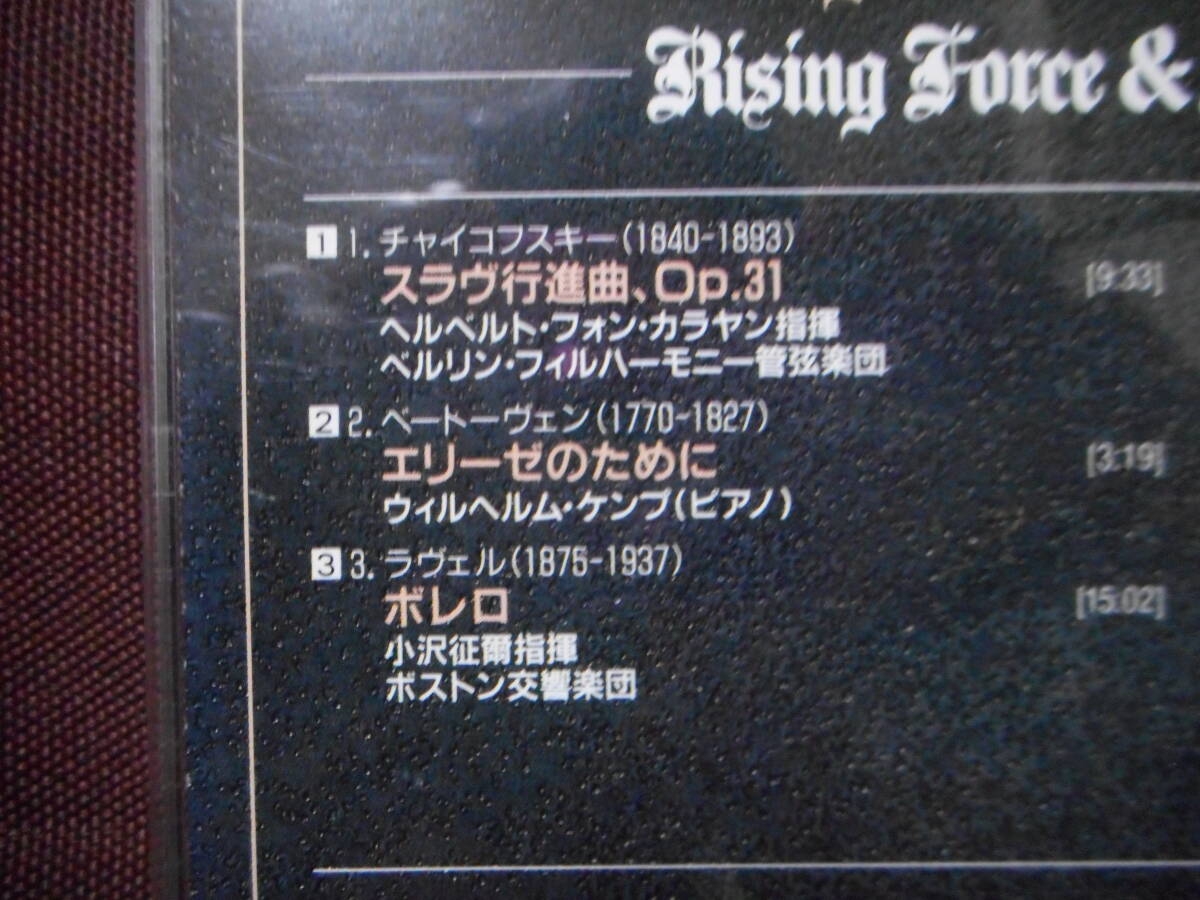 Rising Force &
1 1. チャイコフスキー(1840-1893)
スラヴ行進曲、Op.31 [9:33]
ヘルベルト・フォン・カラヤン指揮
ベルリン・フィルハーモニー管弦楽団
2 2. ベートーヴェン(1770-1827)
エリーゼのために [3:19]
ウィルヘルム・ケンプ(ピアノ)
3 3. ラヴェル(1875-1937)
ボレロ [15:02]
小沢征爾指揮
ボストン交響楽団